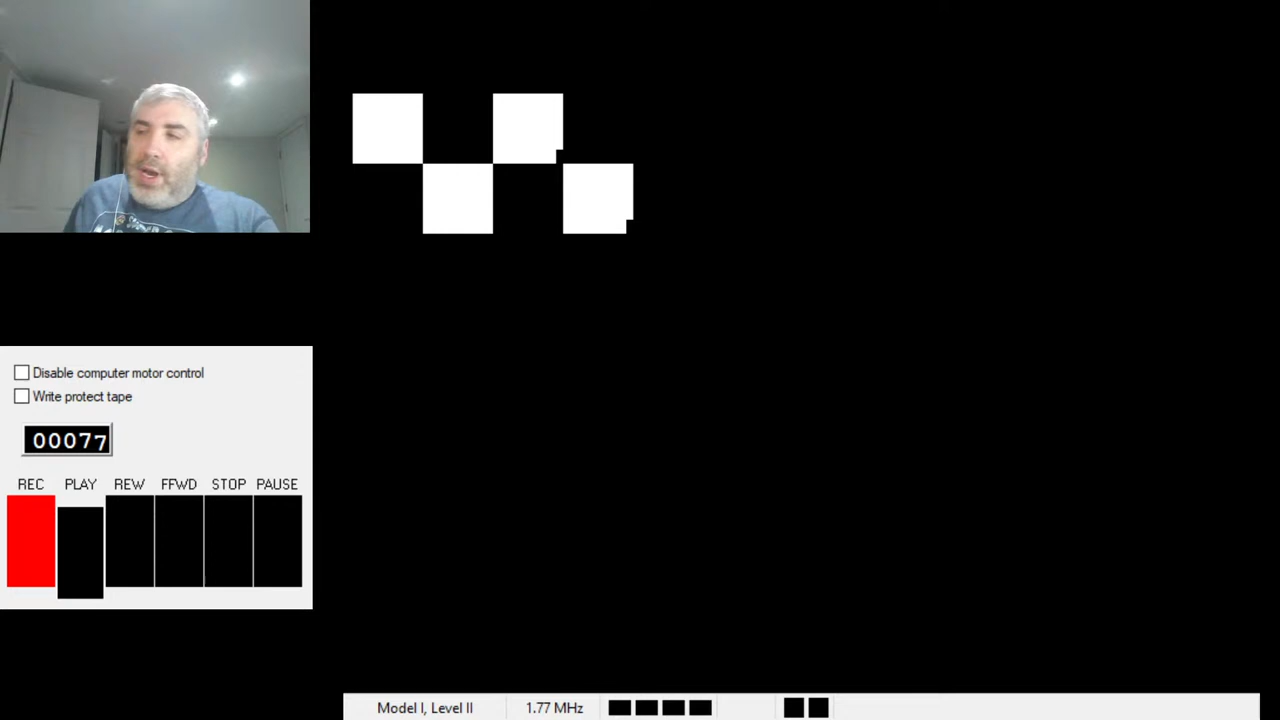 Disable computer motor control
Write protect tape
00077
REC PLAY REW FFWD STOP PAUSE
Model I, Level II 1.77 MHz